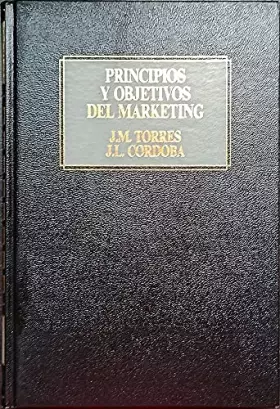 PRINCIPIOS
Y OBJETIVOS
DEL MARKETING
J.M. TORRES
J.L. CORDOBA